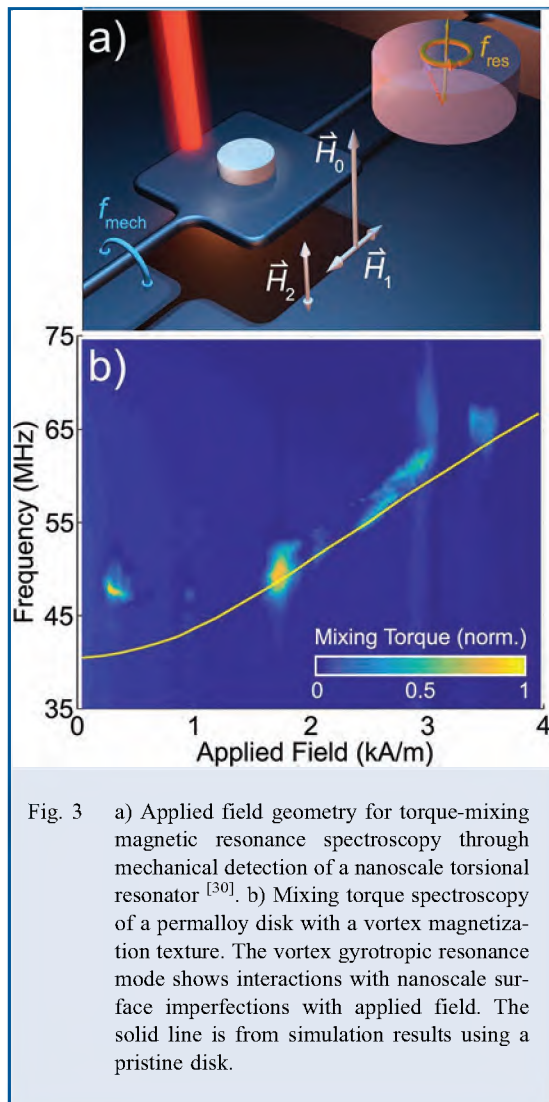 a)
f_res
H⃗_0
f_mech
H⃗_2
H⃗_1
b)
75
65
55
45
35
Frequency (MHz)
Mixing Torque (norm.)
0 0.5 1
0 1 2 3 4
Applied Field (kA/m)
Fig. 3 a) Applied field geometry for torque-mixing
magnetic resonance spectroscopy through
mechanical detection of a nanoscale torsional
resonator [30]. b) Mixing torque spectroscopy
of a permalloy disk with a vortex magnetiza-
tion texture. The vortex gyrotropic resonance
mode shows interactions with nanoscale sur-
face imperfections with applied field. The
solid line is from simulation results using a
pristine disk.